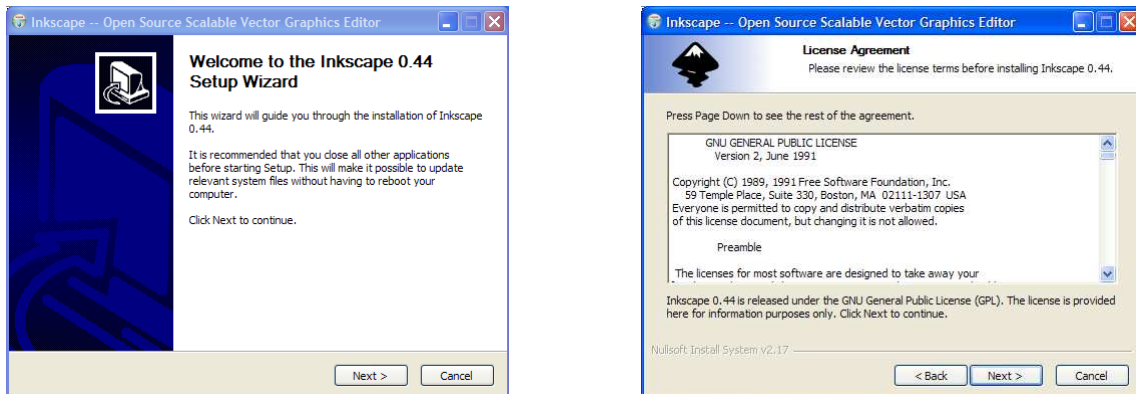 Inkscape -- Open Source Scalable Vector Graphics Editor
Welcome to the Inkscape 0.44
Setup Wizard
This wizard will guide you through the installation of Inkscape
0.44.
It is recommended that you close all other applications
before starting Setup. This will make it possible to update
relevant system files without having to reboot your
computer.
Click Next to continue.
Next >
Cancel
Inkscape -- Open Source Scalable Vector Graphics Editor
License Agreement
Please review the license terms before installing Inkscape 0.44.
Press Page Down to see the rest of the agreement.
GNU GENERAL PUBLIC LICENSE
Version 2, June 1991
Copyright (C) 1989, 1991 Free Software Foundation, Inc.
59 Temple Place, Suite 330, Boston, MA 02111-1307 USA
Everyone is permitted to copy and distribute verbatim copies
of this license document, but changing it is not allowed.
Preamble
The licenses for most software are designed to take away your
Inkscape 0.44 is released under the GNU General Public License (GPL). The license is provided
here for information purposes only. Click Next to continue.
Nullsoft Install System v2.17
< Back
Next >
Cancel